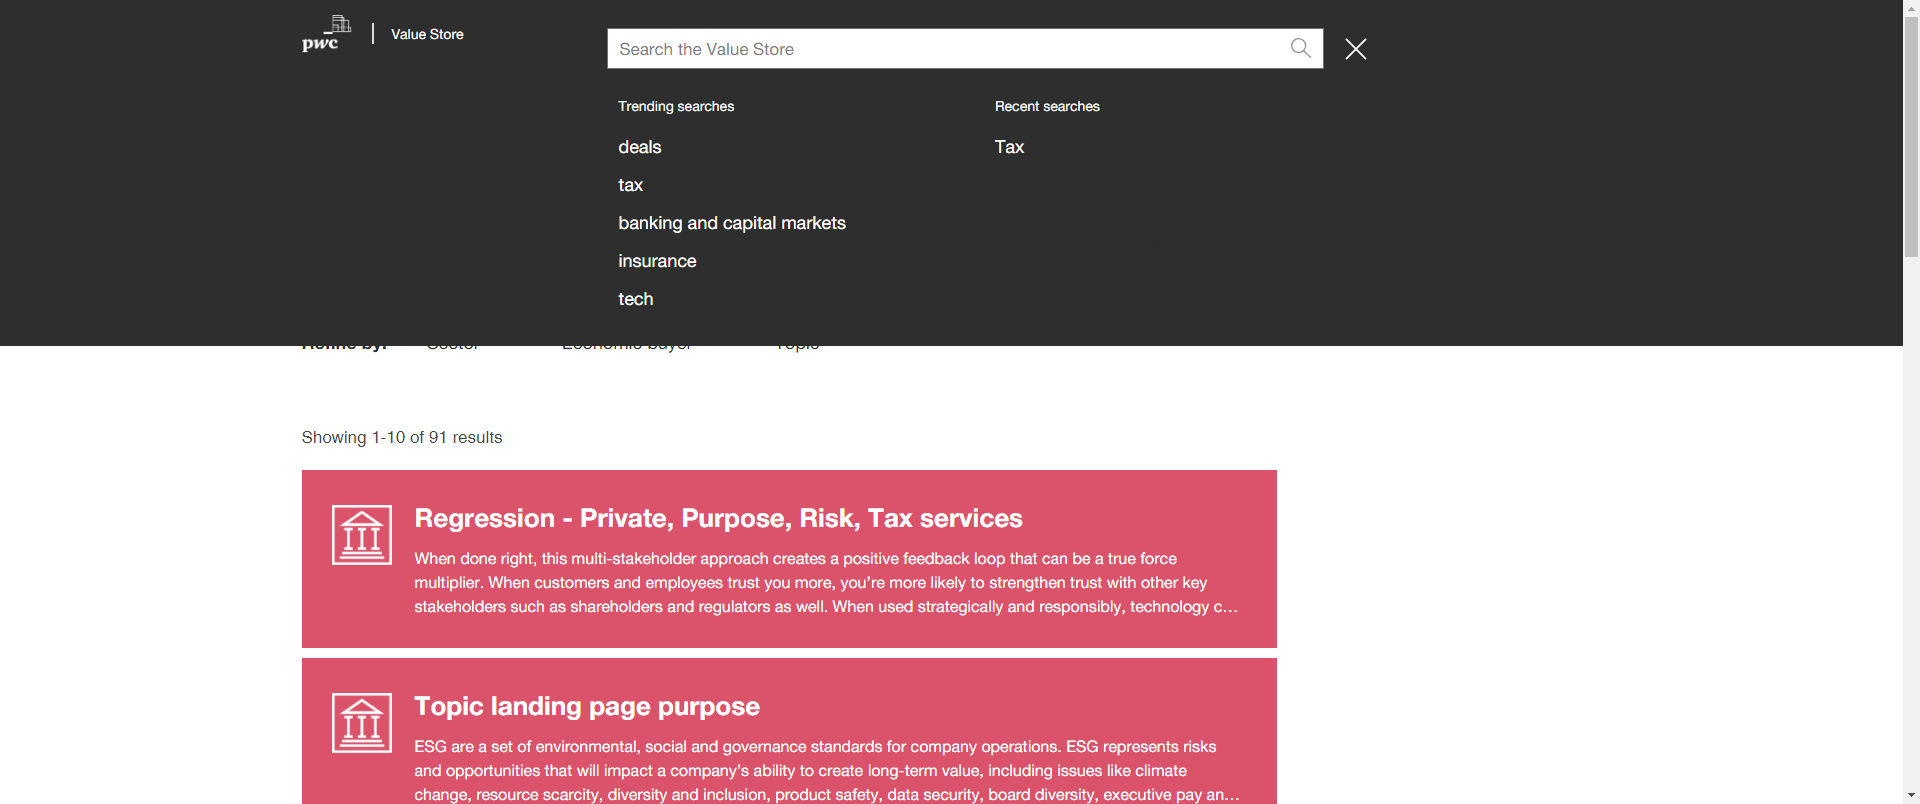 pwc
Value Store
Search the Value Store
Trending searches
Recent searches
deals
Tax
tax
banking and capital markets
insurance
tech
Refine by:
Sector
Economic buyer
Topic
Showing 1-10 of 91 results
Regression - Private, Purpose, Risk, Tax services
When done right, this multi-stakeholder approach creates a positive feedback loop that can be a true force
multiplier. When customers and employees trust you more, you’re more likely to strengthen trust with other key
stakeholders such as shareholders and regulators as well. When used strategically and responsibly, technology c…
Topic landing page purpose
ESG are a set of environmental, social and governance standards for company operations. ESG represents risks
and opportunities that will impact a company’s ability to create long-term value, including issues like climate
change, resource scarcity, diversity and inclusion, product safety, data security, board diversity, executive pay an…